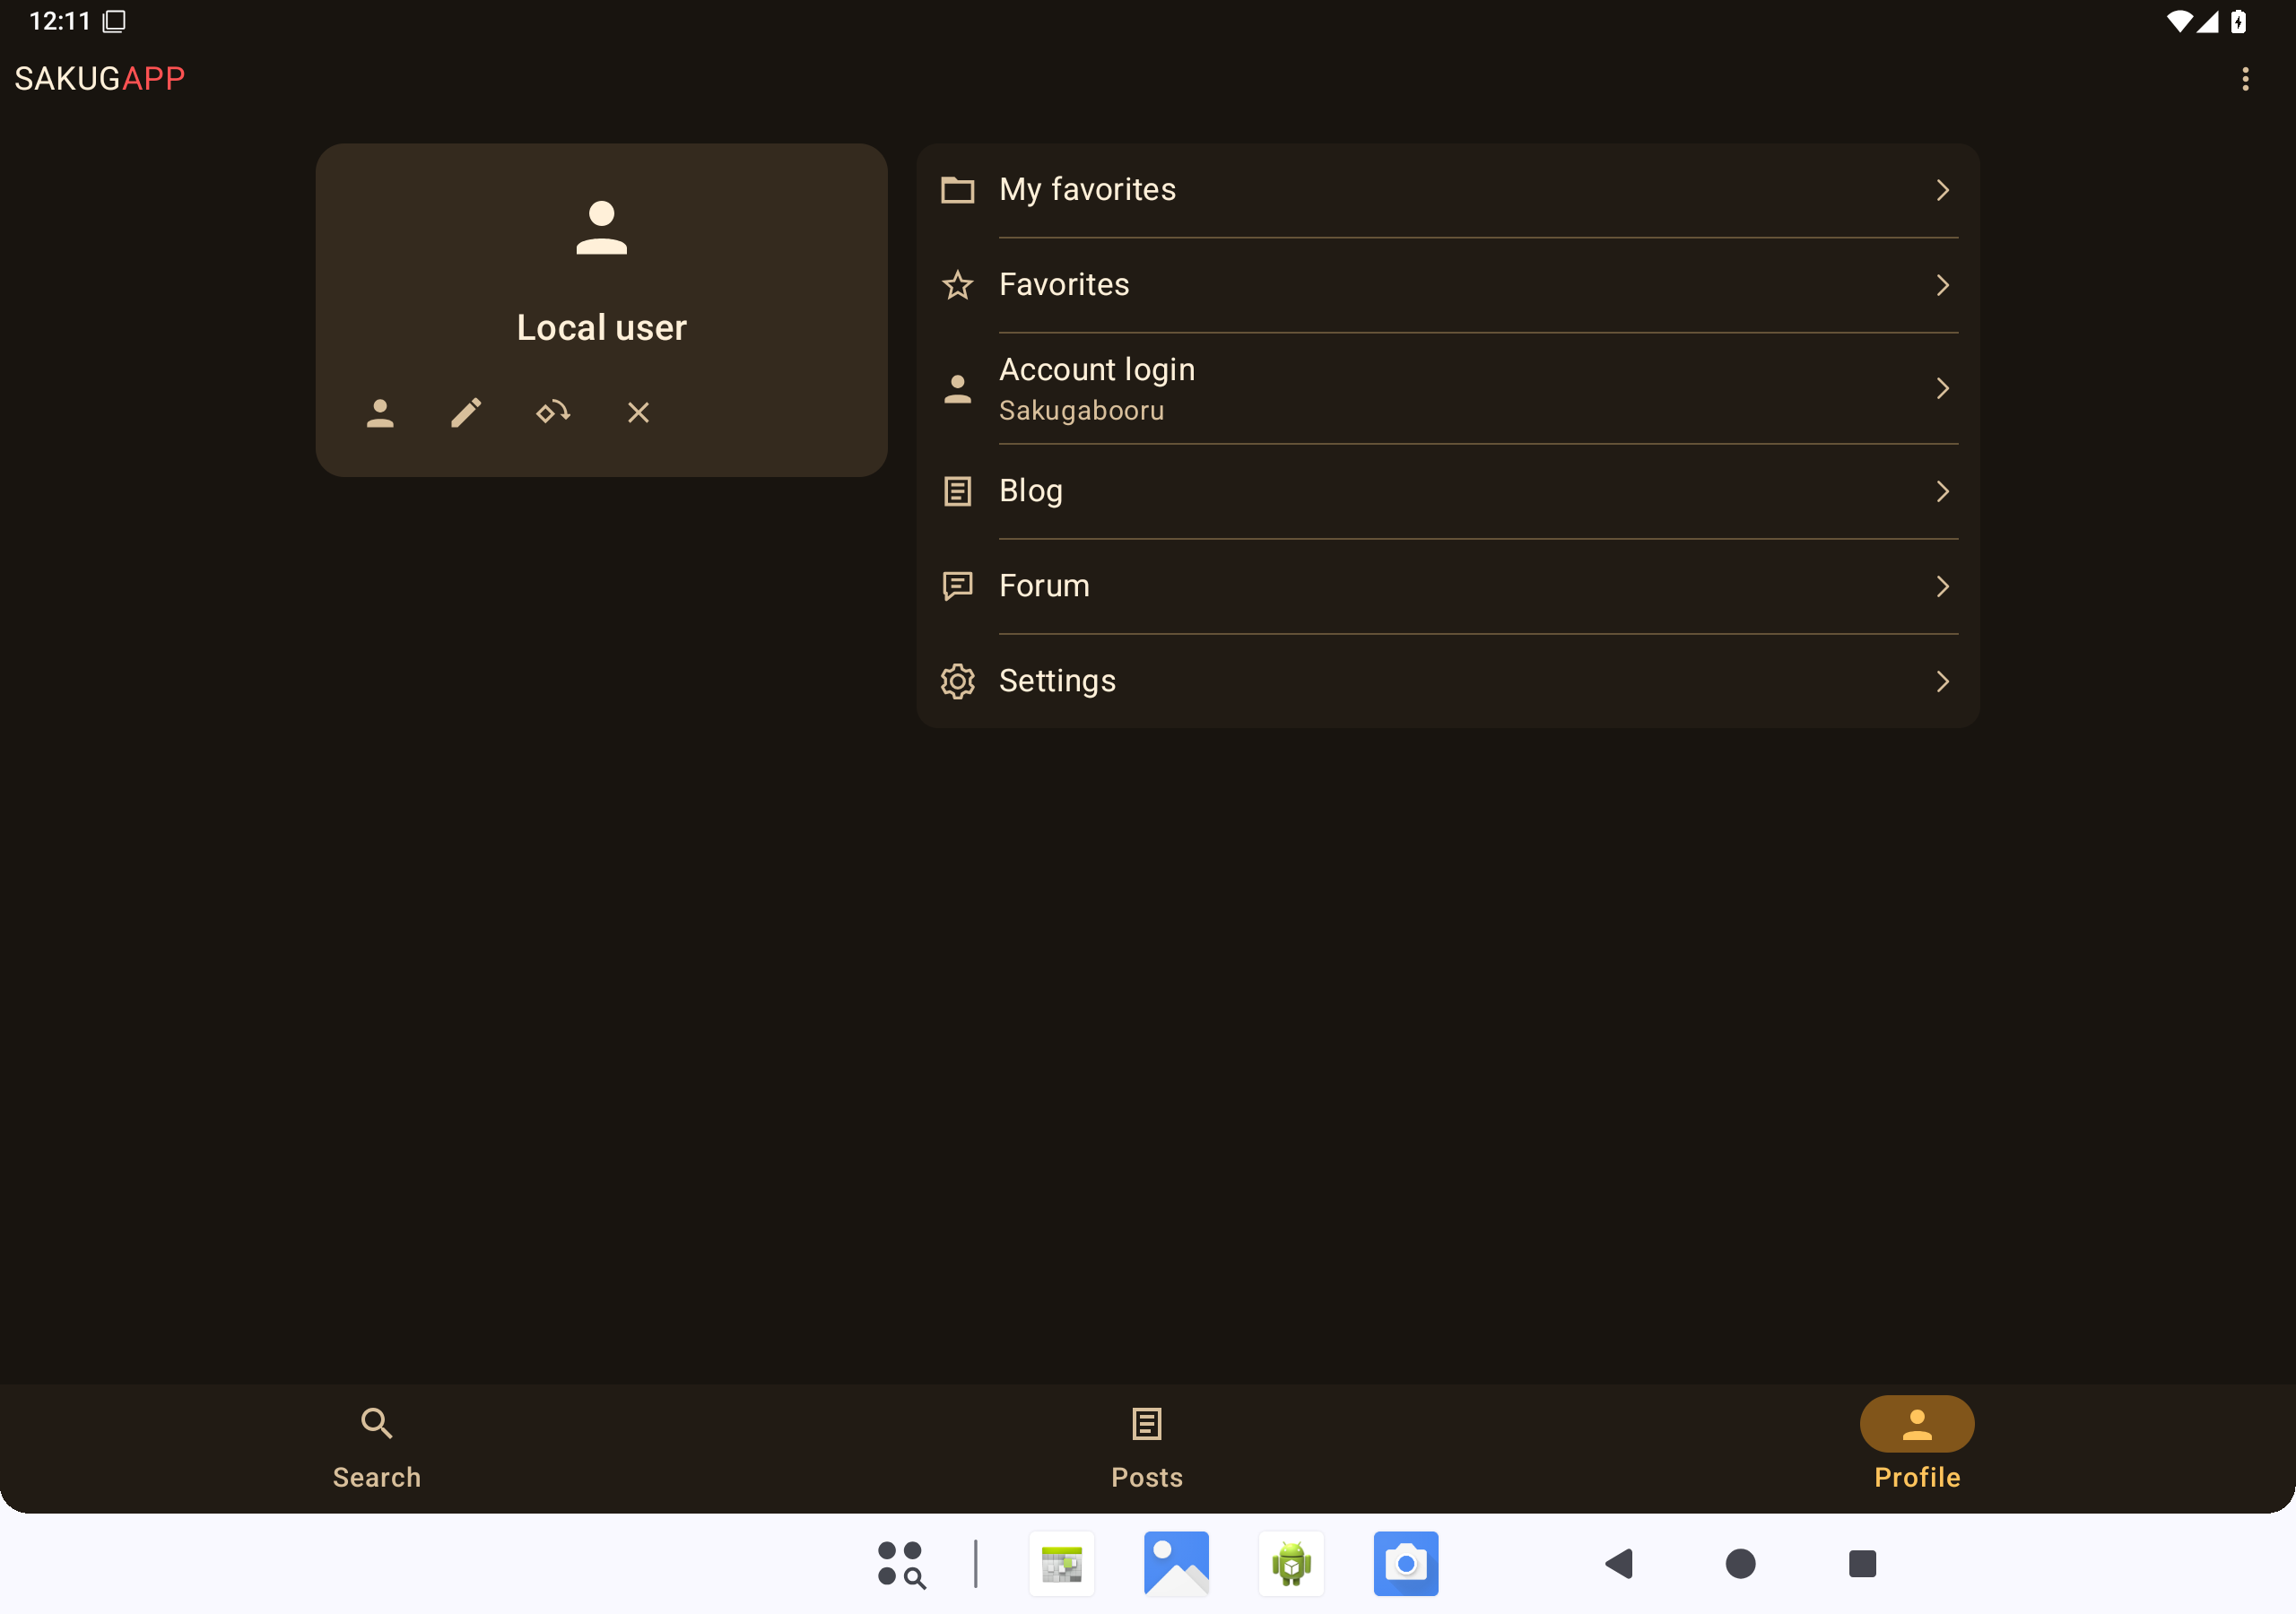 12:11
SAKUGAPP
Local user
My favorites
Favorites
Account login
Sakugabooru
Blog
Forum
Settings
Search
Posts
Profile